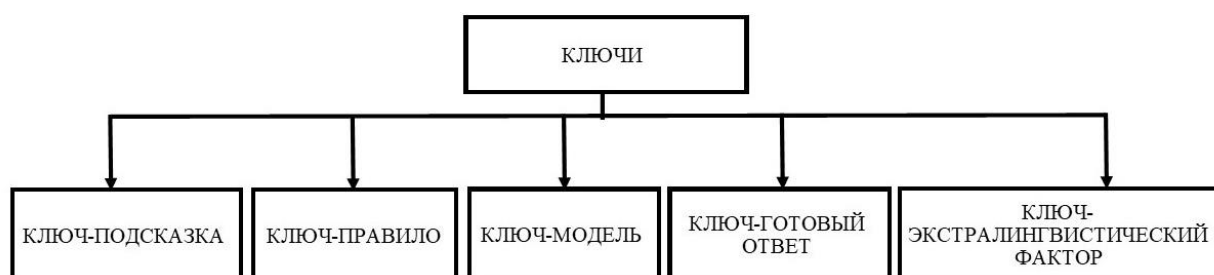 КЛЮЧИ
КЛЮЧ-ПОДСКАЗКА
КЛЮЧ-ПРАВИЛО
КЛЮЧ-МОДЕЛЬ
КЛЮЧ-ГОТОВЫЙ
ОТВЕТ
КЛЮЧ-
ЭКСТРАЛИНГВИСТИЧЕСКИЙ
ФАКТОР